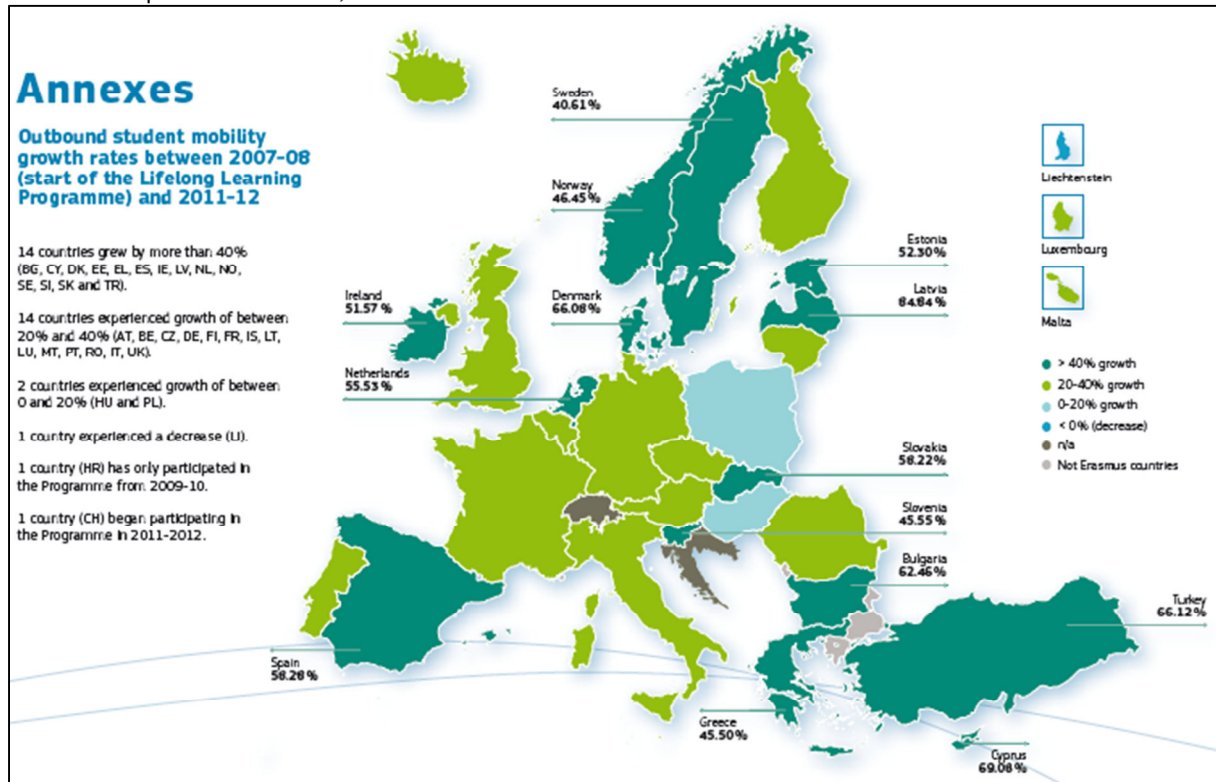 Annexes
Outbound student mobility
growth rates between 2007-08
(start of the Lifelong Learning
Programme) and 2011-12
14 countries grew by more than 40%
(BG, CY, DK, EE, EL, ES, IE, LV, NL, NO,
SE, SI, SK and TR).
14 countries experienced growth of between
20% and 40% (AT, BE, CZ, DE, FI, FR, IS, LT,
LU, MT, PT, RO, IT, UK).
2 countries experienced growth of between
0 and 20% (HU and PL).
1 country experienced a decrease (LI).
1 country (HR) has only participated in
the Programme from 2009-10.
1 country (CH) began participating in
the Programme in 2011-2012.
Sweden
40.61%
Norway
46.45%
Ireland
51.57%
Denmark
66.08%
Netherlands
55.53%
Estonia
52.30%
Latvia
84.84%
Slovakia
58.22%
Slovenia
45.55%
Bulgaria
62.46%
Turkey
66.12%
Spain
58.28%
Greece
45.50%
Cyprus
69.08%
Liechtenstein
Luxembourg
Malta
> 40% growth
20-40% growth
0-20% growth
< 0% (decrease)
n/a
Not Erasmus countries